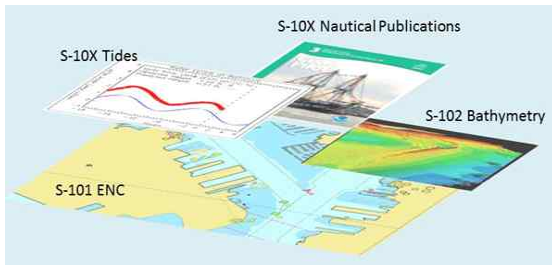 S-10X Nautical Publications
S-10X Tides
S-102 Bathymetry
S-101 ENC